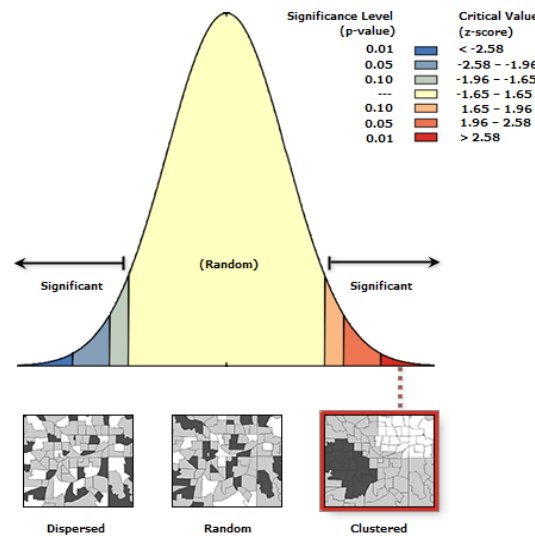 Significance Level Critical Value
(p-value) (z-score)
0.01 < -2.58
0.05 -2.58 – -1.96
0.10 -1.96 – -1.65
--- -1.65 – 1.65
0.10 1.65 – 1.96
0.05 1.96 – 2.58
0.01 > 2.58
(Random)
Significant Significant
Dispersed Random Clustered